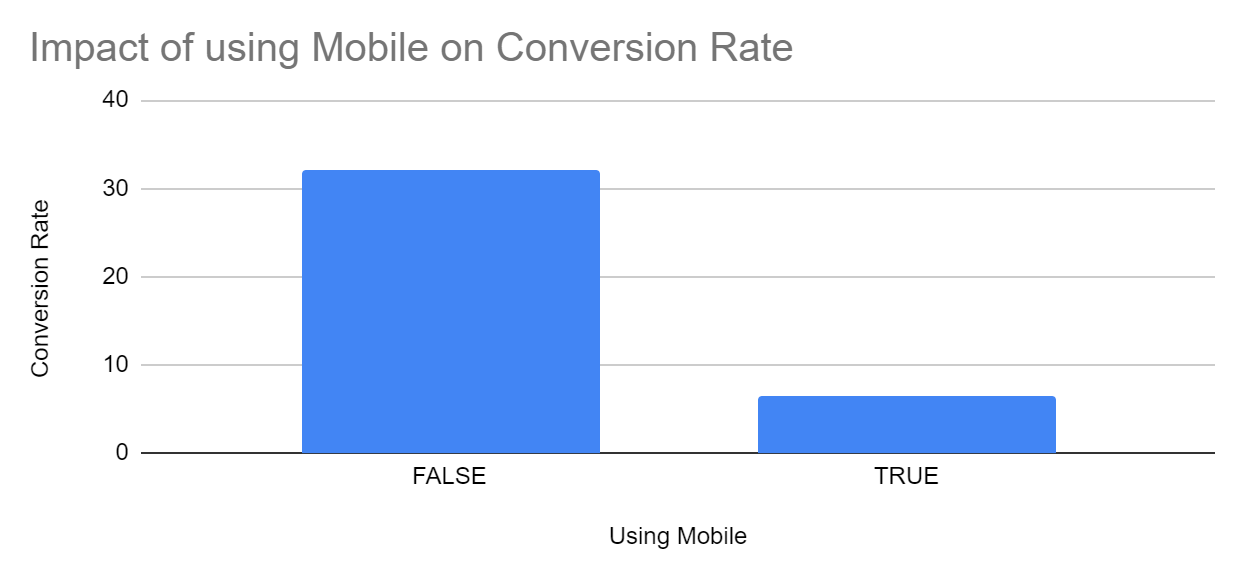 Impact of using Mobile on Conversion Rate
40
30
20
10
0
Conversion Rate
FALSE TRUE
Using Mobile